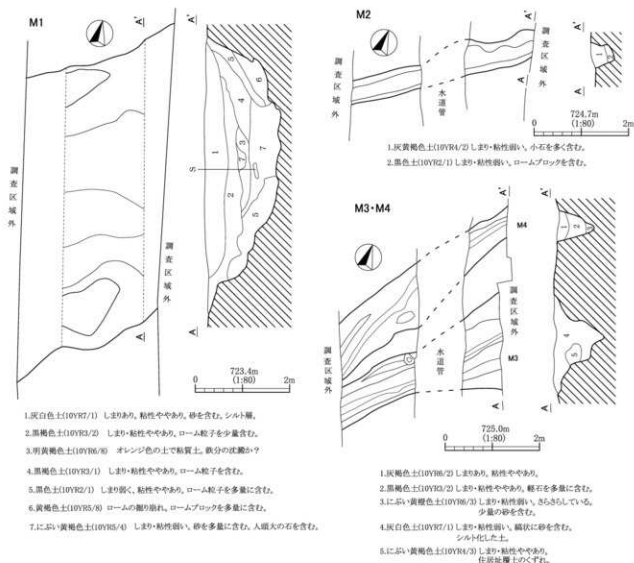 M1
A'
A'
調査区域外
調査区域外
A
A
1
2
3
4
5
6
7
7
5
S
723.4m
0 (1:80) 2m
1.灰白色土(10YR7/1) しまりあり、粘性ややあり、砂を含む。シルト層。
2.黒褐色土(10YR3/2) しまり・粘性ややあり、ローム粒子を少量含む。
3.明黄褐色土(10YR6/8) オレンジ色の土で粘質土。鉄分の沈殿か?
4.黒褐色土(10YR3/1) しまり・粘性ややあり、ローム粒子を含む。
5.黒色土(10YR2/1) しまり弱く、粘性ややあり、ローム粒子を多量に含む。
6.黄褐色土(10YR5/8) ロームの掘り崩れ。ロームブロックを多量に含む。
7.にぶい黄褐色土(10YR5/4) しまり・粘性弱い。砂を多量に含む。人頭大の石を含む。
M2
A'
A'
調査区域外
調査区域外
水道管
A
A
1
2
724.7m
0 (1:80) 2m
1.灰黄褐色土(10YR4/2) しまり・粘性弱い。小石を多く含む。
2.黒色土(10YR2/1) しまり・粘性弱い。ロームブロックを含む。
M3・M4
A'
A'
M4
1
2
調査区域外
調査区域外
水道管
M3
4
5
A
A
725.0m
0 (1:80) 2m
1.灰褐色土(10YR6/2) しまりあり、粘性ややあり。
2.黒褐色土(10YR3/2) しまり・粘性ややあり、軽石を多量に含む。
3.にぶい黄橙色土(10YR6/3) しまり・粘性弱い。さらさらしている。
少量の砂を含む。
4.灰白色土(10YR7/1) しまり・粘性弱い。縞状に砂を含む。
シルト化した土。
5.にぶい黄褐色土(10YR4/3) しまり・粘性ややあり。
住居址覆土のくずれ。